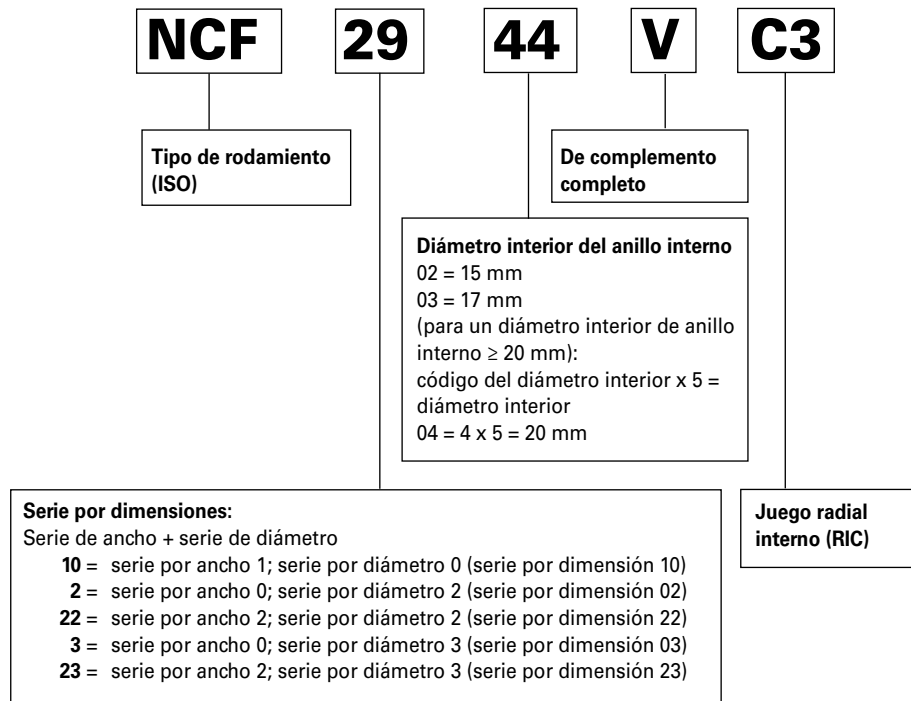 NCF 29 44 V C3
Tipo de rodamiento
(ISO)
De complemento
completo
Diámetro interior del anillo interno
02 = 15 mm
03 = 17 mm
(para un diámetro interior de anillo
interno ≥ 20 mm):
código del diámetro interior x 5 =
diámetro interior
04 = 4 x 5 = 20 mm
Serie por dimensiones:
Serie de ancho + serie de diámetro
10 = serie por ancho 1; serie por diámetro 0 (serie por dimensión 10)
2 = serie por ancho 0; serie por diámetro 2 (serie por dimensión 02)
22 = serie por ancho 2; serie por diámetro 2 (serie por dimensión 22)
3 = serie por ancho 0; serie por diámetro 3 (serie por dimensión 03)
23 = serie por ancho 2; serie por diámetro 3 (serie por dimensión 23)
Juego radial
interno (RIC)